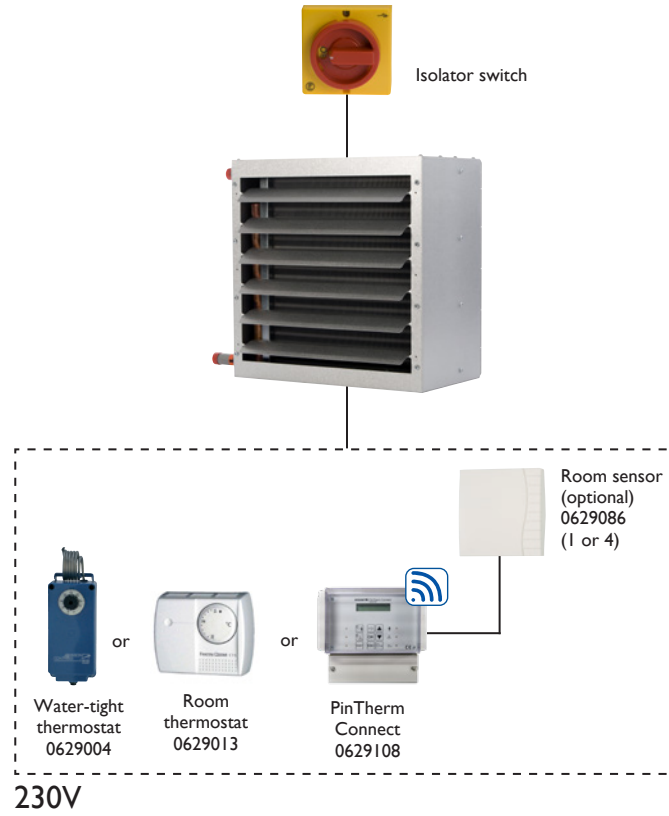 Isolator switch
Room sensor
(optional)
0629086
(1 or 4)
or
or
Water-tight
thermostat
0629004
Room
thermostat
0629013
PinTherm
Connect
0629108
230V